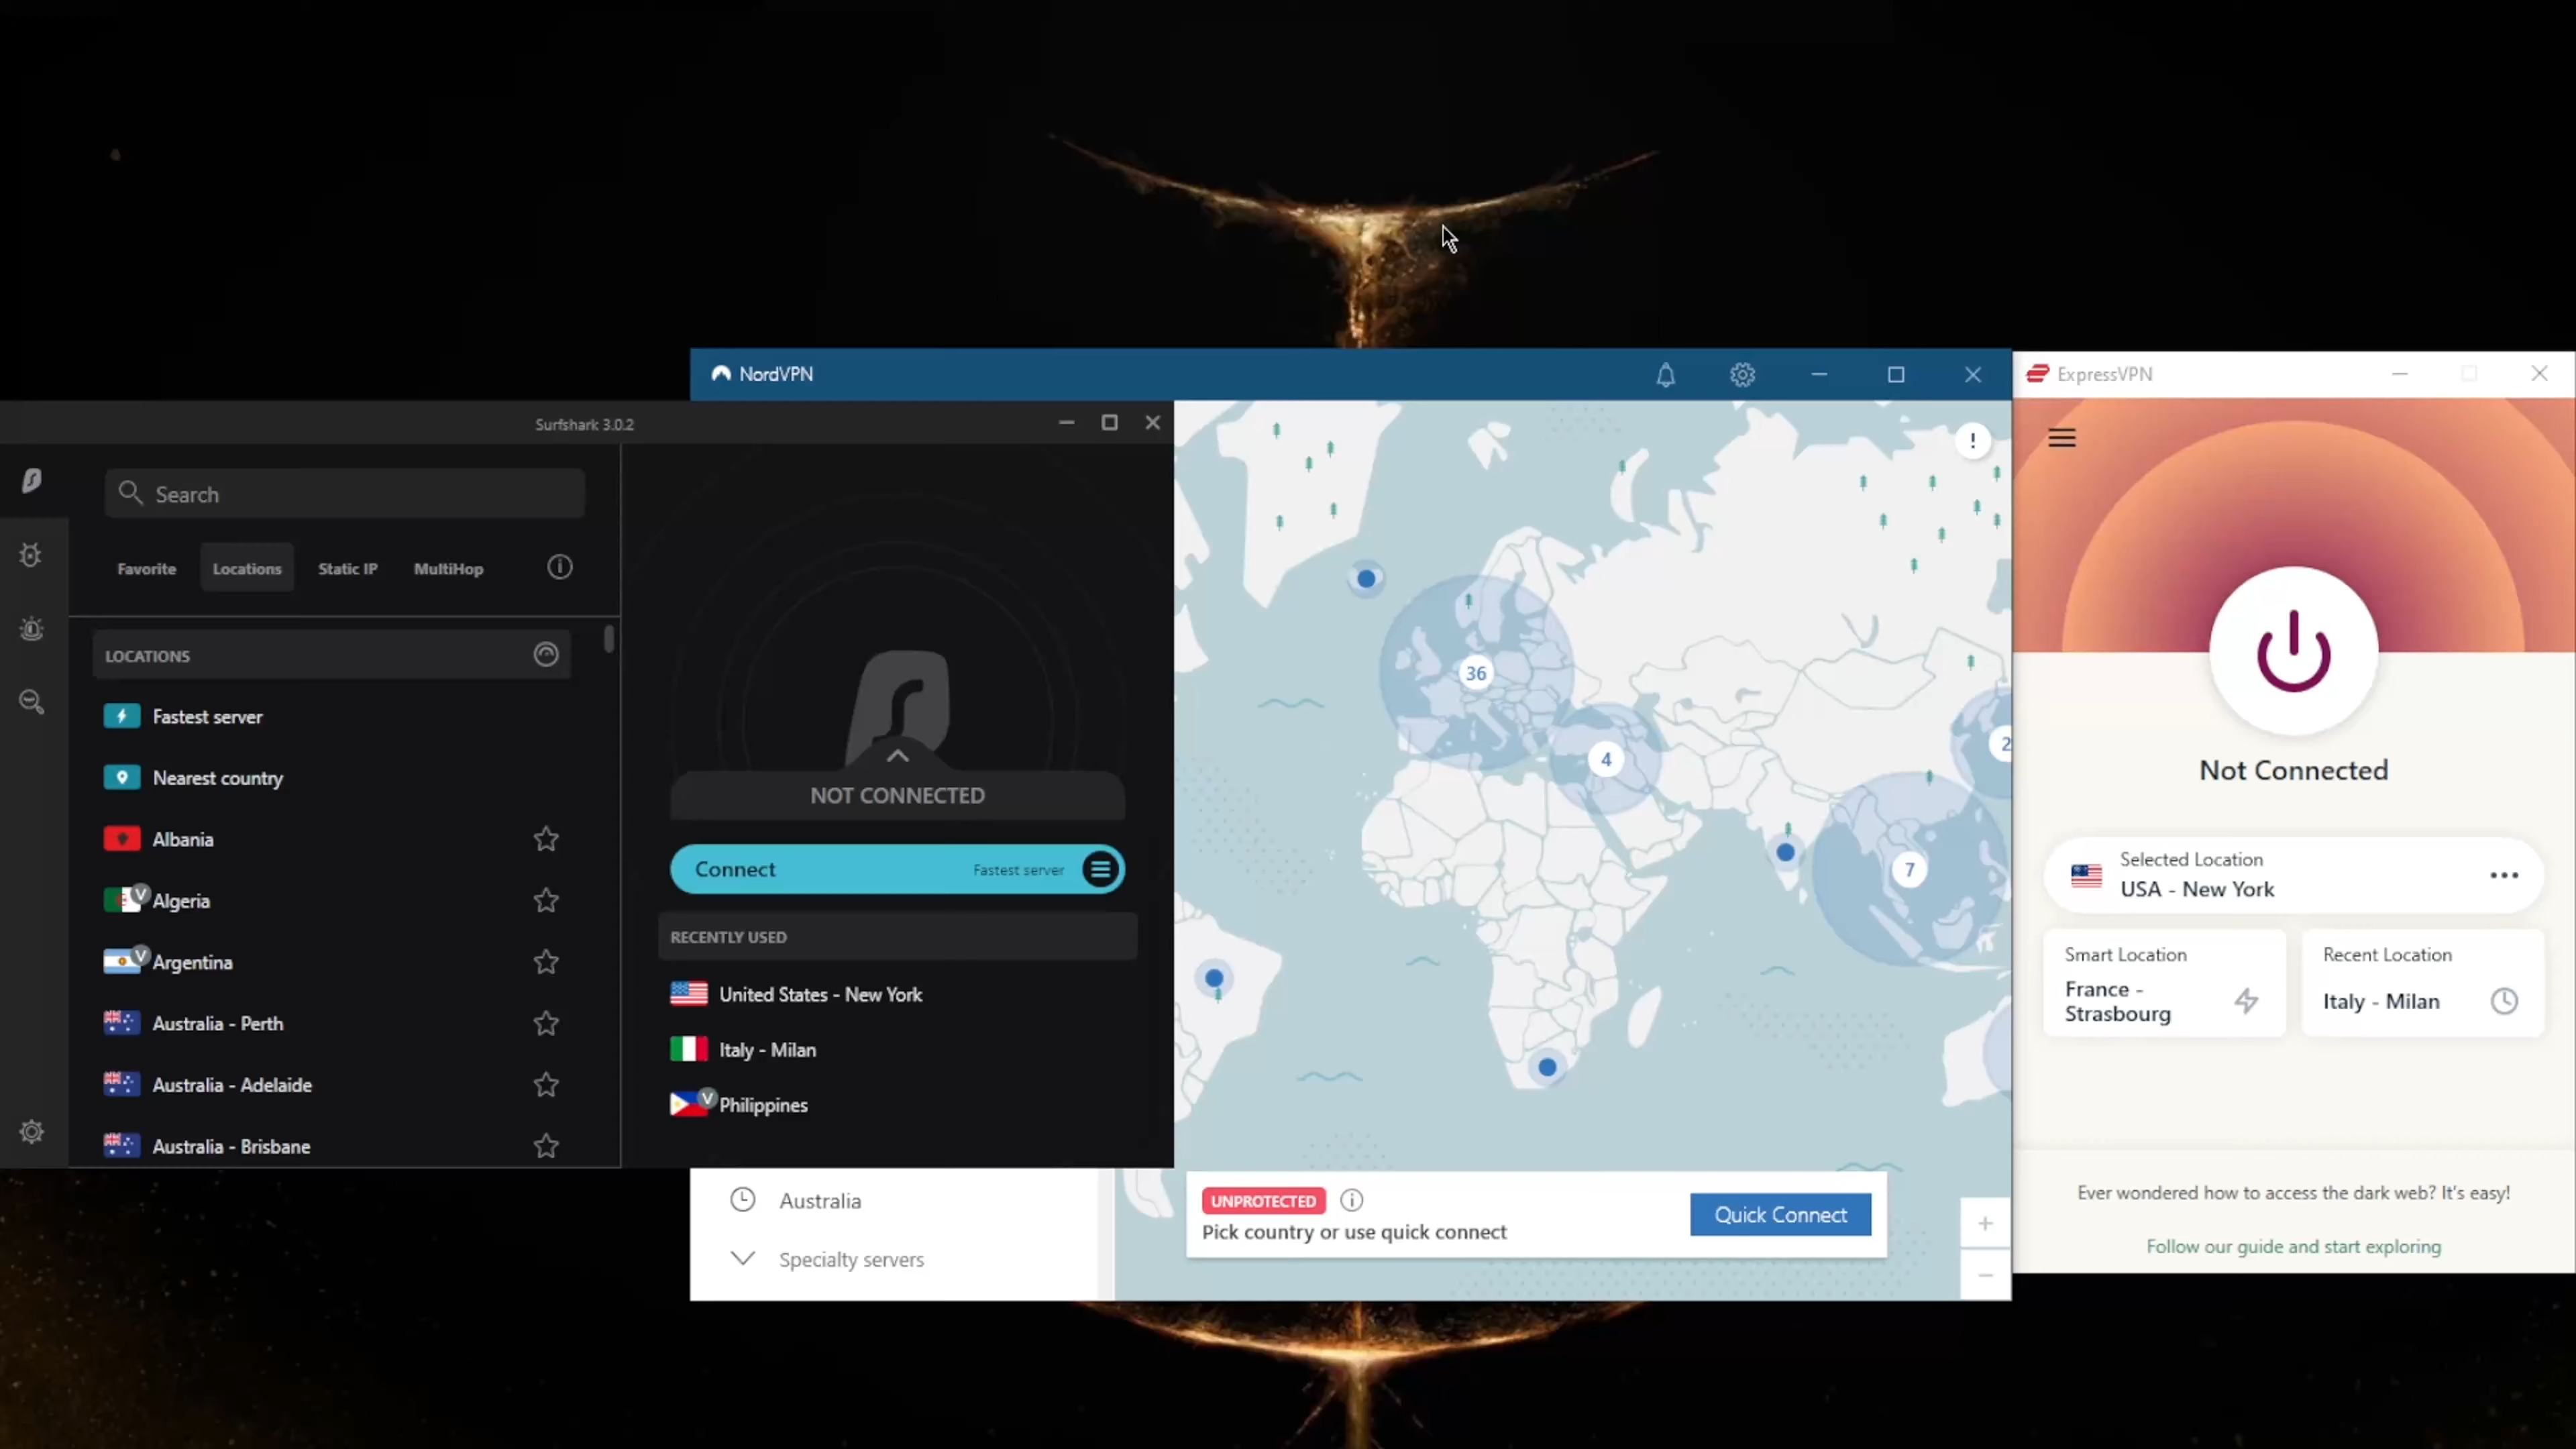 NordVPN
ExpressVPN
Surfshark 3.0.2
Search
Favorite
Locations
Static IP
MultiHop
LOCATIONS
Fastest server
Nearest country
Albania
V
Algeria
V
Argentina
Australia - Perth
Australia - Adelaide
Australia - Brisbane
NOT CONNECTED
Connect
Fastest server
RECENTLY USED
United States - New York
Italy - Milan
V
Philippines
!
36
4
2
7
Australia
Specialty servers
UNPROTECTED
Pick country or use quick connect
Quick Connect
Not Connected
Selected Location
USA - New York
Smart Location
France -
Strasbourg
Recent Location
Italy - Milan
Ever wondered how to access the dark web? It's easy!
Follow our guide and start exploring